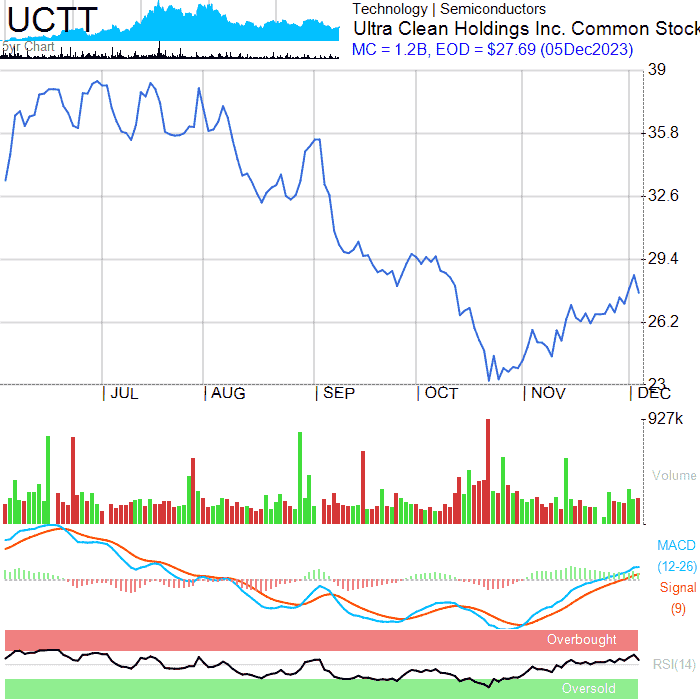 UCTT
5yr Chart
Technology | Semiconductors
Ultra Clean Holdings Inc. Common Stock
MC = 1.2B, EOD = $27.69 (05Dec2023)
39
35.8
32.6
29.4
26.2
23
| JUL | AUG | SEP | OCT | NOV | DEC
927k
Volume
MACD
(12-26)
Signal
(9)
Overbought
RSI(14)
Oversold